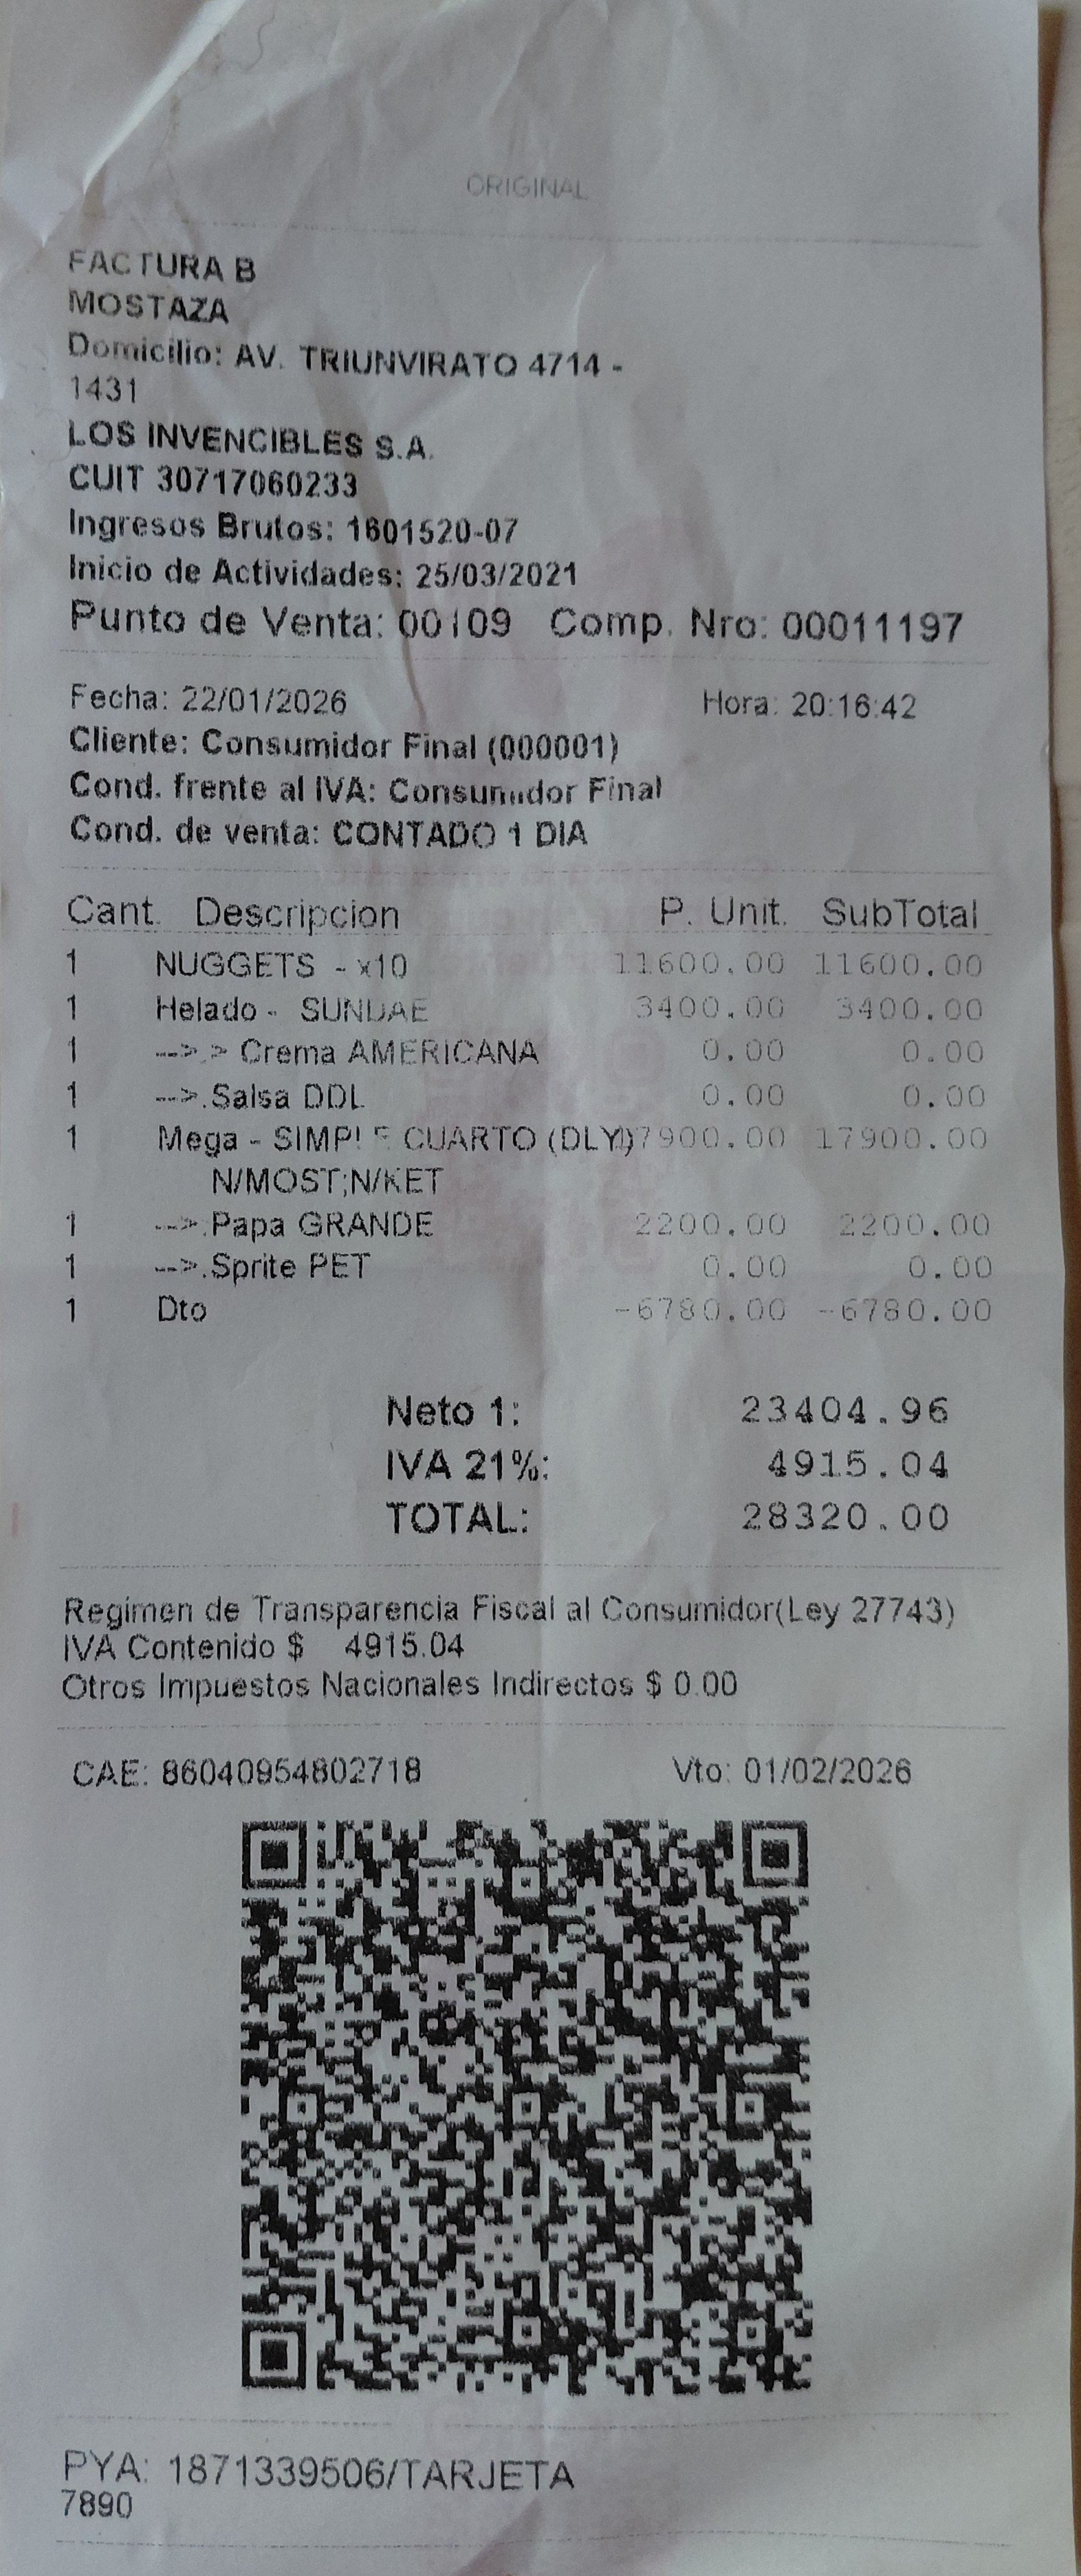 ORIGINAL
FACTURA B
MOSTAZA
Domicilio: AV. TRIUNVIRATO 4714 -
1431
LOS INVENCIBLES S.A.
CUIT 30717060233
Ingresos Brutos: 1601520-07
Inicio de Actividades: 25/03/2021
Punto de Venta: 00109 Comp. Nro: 00011197
Fecha: 22/01/2026 Hora: 20:16:42
Cliente: Consumidor Final (000001)
Cond. frente al IVA: Consumidor Final
Cond. de venta: CONTADO 1 DIA
Cant. Descripcion P. Unit. SubTotal
1 NUGGETS - x10 11600.00 11600.00
1 Helado - SUNDAE 3400.00 3400.00
1 -->.> Crema AMERICANA 0.00 0.00
1 -->.Salsa DDL 0.00 0.00
1 Mega - SIMPLE CUARTO (DLY) 17900.00 17900.00
N/MOST;N/KET
1 -->.Papa GRANDE 2200.00 2200.00
1 -->.Sprite PET 0.00 0.00
1 Dto -6780.00 -6780.00
Neto 1: 23404.96
IVA 21%: 4915.04
TOTAL: 28320.00
Regimen de Transparencia Fiscal al Consumidor(Ley 27743)
IVA Contenido $ 4915.04
Otros Impuestos Nacionales Indirectos $ 0.00
CAE: 86040954802718 Vto: 01/02/2026
PYA: 1871339506/TARJETA
7890